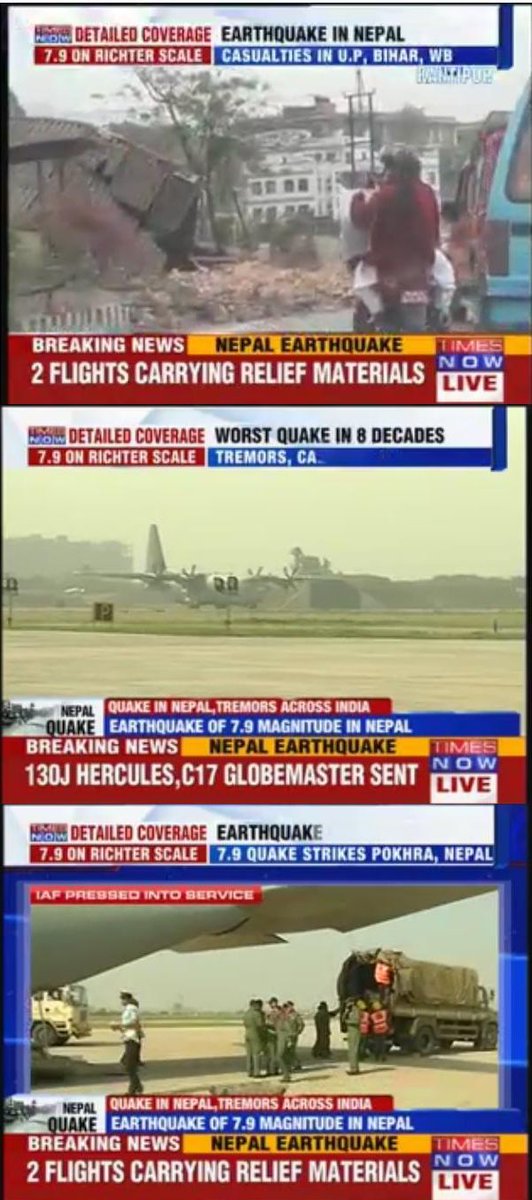 TIMES NOW DETAILED COVERAGE EARTHQUAKE IN NEPAL
7.9 ON RICHTER SCALE CASUALTIES IN U.P, BIHAR, WB
KANTIPUR
BREAKING NEWS NEPAL EARTHQUAKE
2 FLIGHTS CARRYING RELIEF MATERIALS
TIMES
NOW
LIVE
TIMES NOW DETAILED COVERAGE WORST QUAKE IN 8 DECADES
7.9 ON RICHTER SCALE TREMORS, CA
P
NEPAL
QUAKE
QUAKE IN NEPAL,TREMORS ACROSS INDIA
EARTHQUAKE OF 7.9 MAGNITUDE IN NEPAL
BREAKING NEWS NEPAL EARTHQUAKE
130J HERCULES,C17 GLOBEMASTER SENT
TIMES
NOW
LIVE
TIMES NOW DETAILED COVERAGE EARTHQUAKE
7.9 ON RICHTER SCALE 7.9 QUAKE STRIKES POKHRA, NEPAL
IAF PRESSED INTO SERVICE
NEPAL
QUAKE
QUAKE IN NEPAL,TREMORS ACROSS INDIA
EARTHQUAKE OF 7.9 MAGNITUDE IN NEPAL
BREAKING NEWS NEPAL EARTHQUAKE
2 FLIGHTS CARRYING RELIEF MATERIALS
TIMES
NOW
LIVE